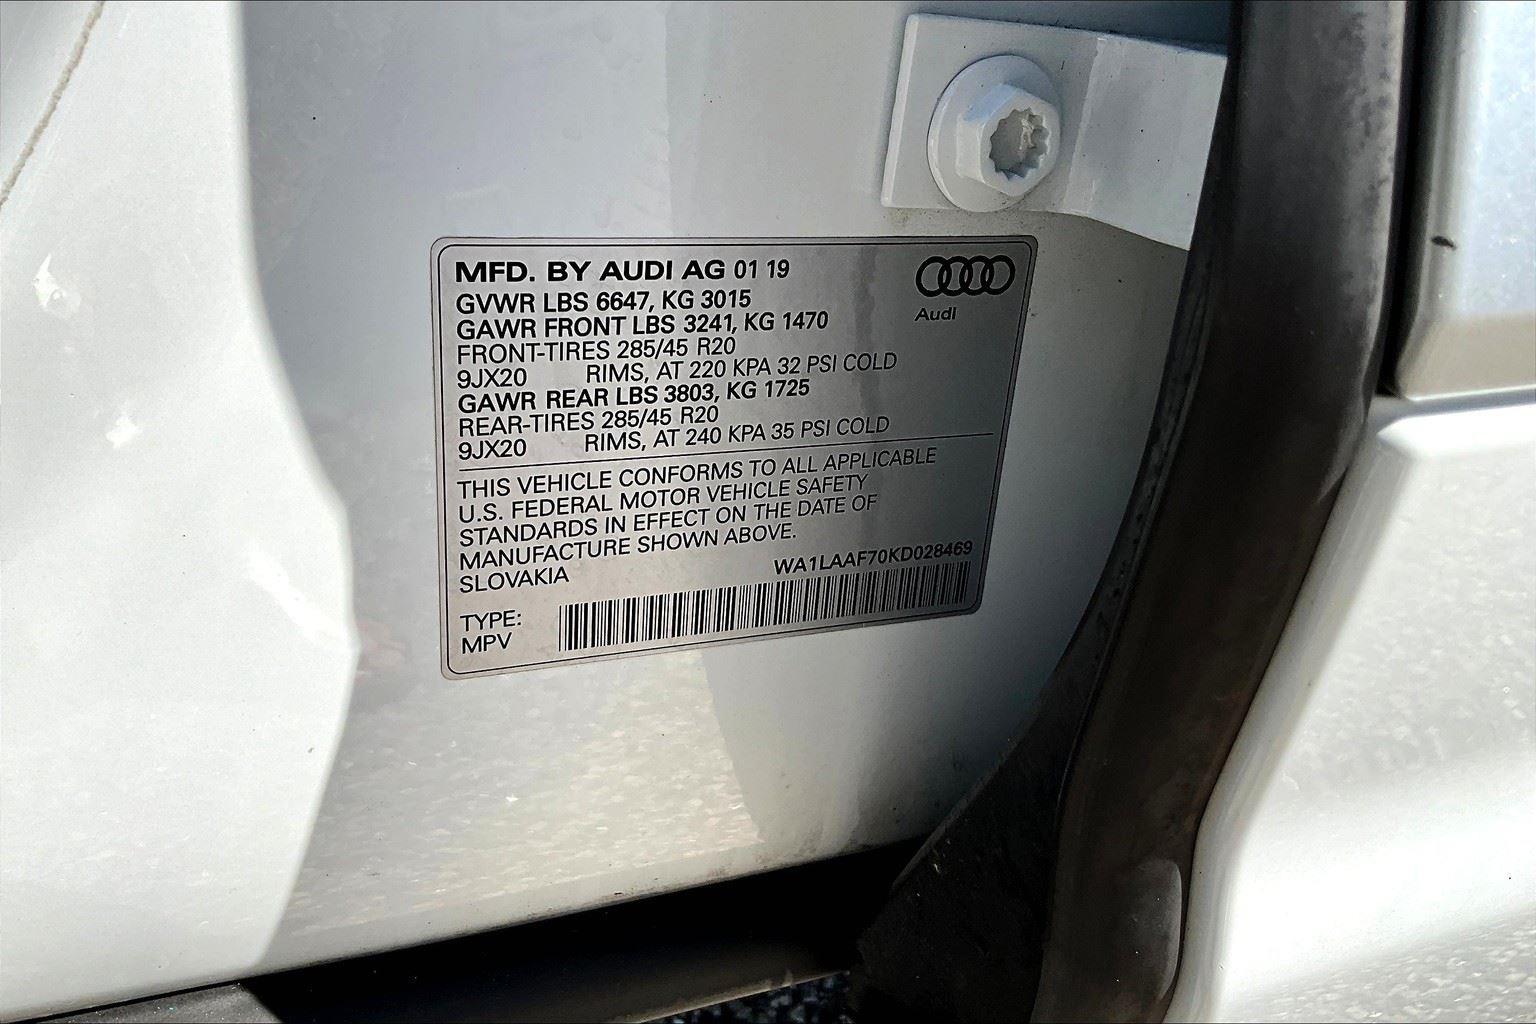 MFD. BY AUDI AG 01 19
Audi
GVWR LBS 6647, KG 3015
GAWR FRONT LBS 3241, KG 1470
FRONT-TIRES 285/45 R20
9JX20 RIMS, AT 220 KPA 32 PSI COLD
GAWR REAR LBS 3803, KG 1725
REAR-TIRES 285/45 R20
9JX20 RIMS, AT 240 KPA 35 PSI COLD
THIS VEHICLE CONFORMS TO ALL APPLICABLE
U.S. FEDERAL MOTOR VEHICLE SAFETY
STANDARDS IN EFFECT ON THE DATE OF
MANUFACTURE SHOWN ABOVE.
SLOVAKIA
WA1LAAF70KD028469
TYPE:
MPV